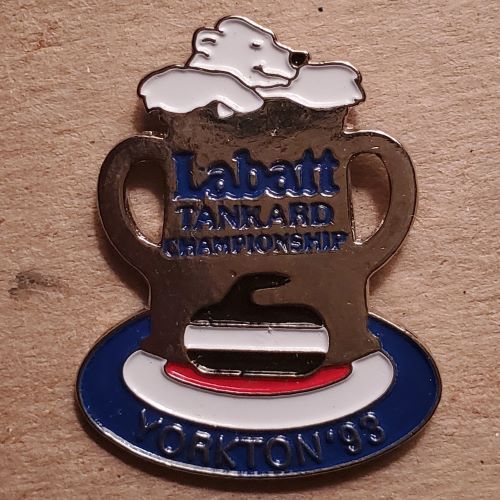 Labatt
TANKARD
CHAMPIONSHIP
YORKTON '93